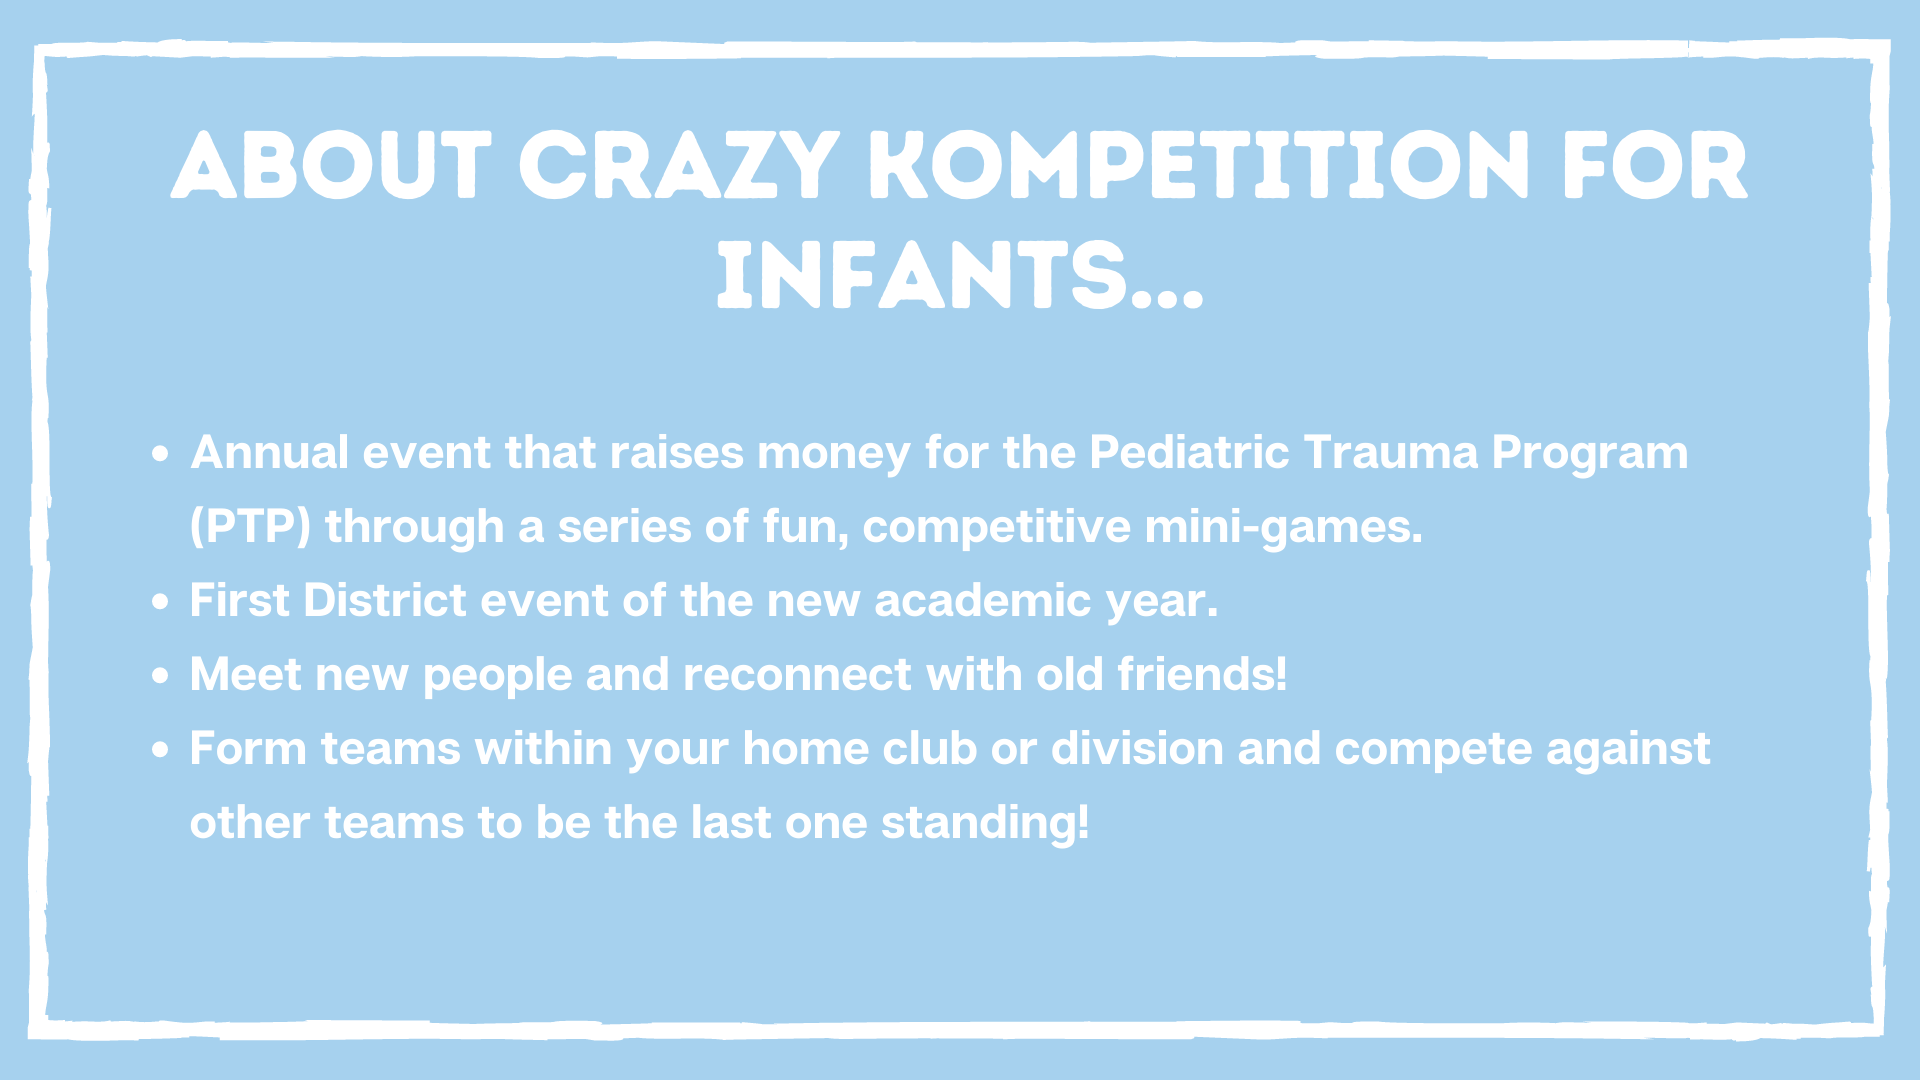 ABOUT CRAZY KOMPETITION FOR
INFANTS...
• Annual event that raises money for the Pediatric Trauma Program
(PTP) through a series of fun, competitive mini-games.
• First District event of the new academic year.
• Meet new people and reconnect with old friends!
• Form teams within your home club or division and compete against
other teams to be the last one standing!